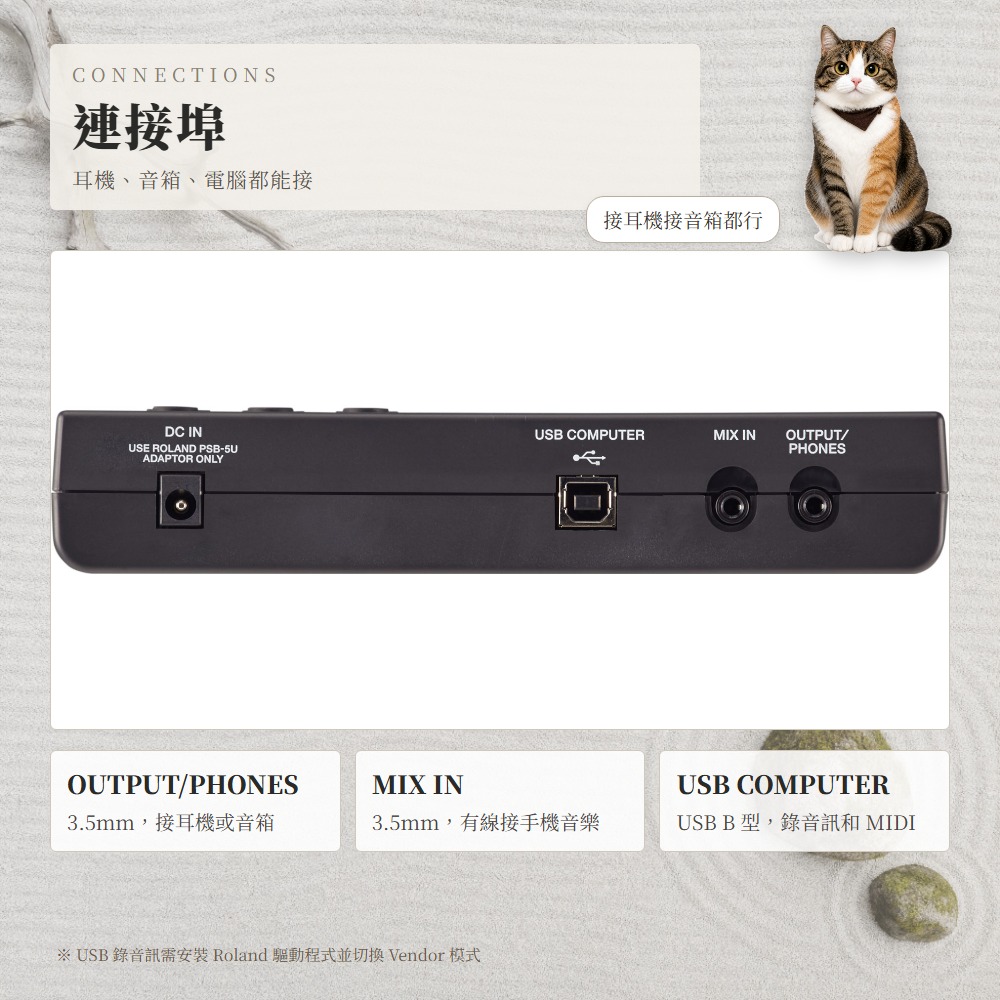 CONNECTIONS
連接埠
耳機、音箱、電腦都能接
接耳機接音箱都行
DC IN
USE ROLAND PSB-5U
ADAPTOR ONLY
USB COMPUTER
MIX IN
OUTPUT/
PHONES
OUTPUT/PHONES
3.5mm，接耳機或音箱
MIX IN
3.5mm，有線接手機音樂
USB COMPUTER
USB B 型，錄音訊和 MIDI
※ USB 錄音訊需安裝 Roland 驅動程式並切換 Vendor 模式